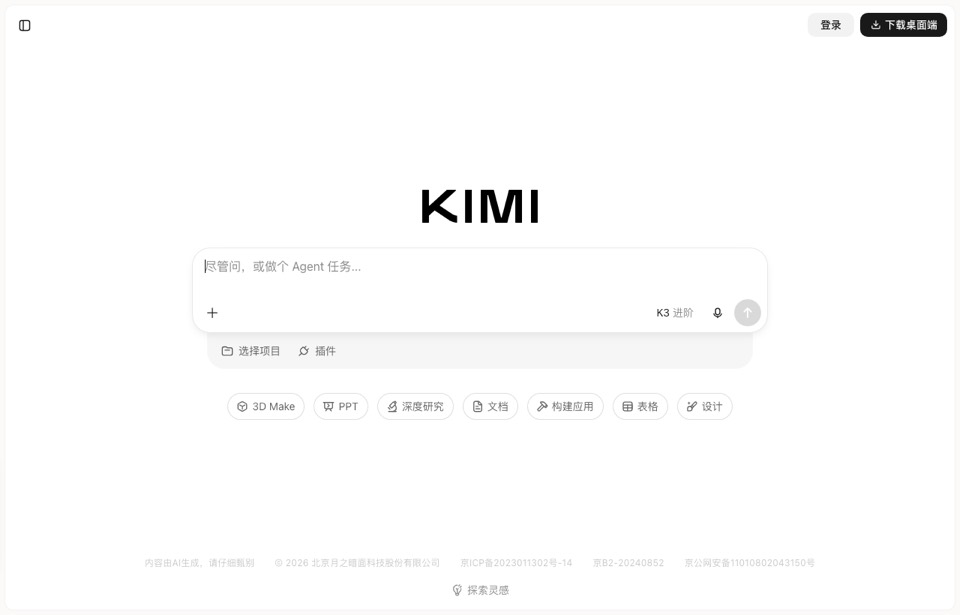 登录
下载桌面端
KIMI
尽管问，或做个 Agent 任务...
K3 进阶
选择项目 插件
3D Make PPT 深度研究 文档 构建应用 表格 设计
内容由AI生成，请仔细甄别 © 2026 北京月之暗面科技股份有限公司 京ICP备2023011302号-14 京B2-20240852 京公网安备11010802043150号
探索灵感